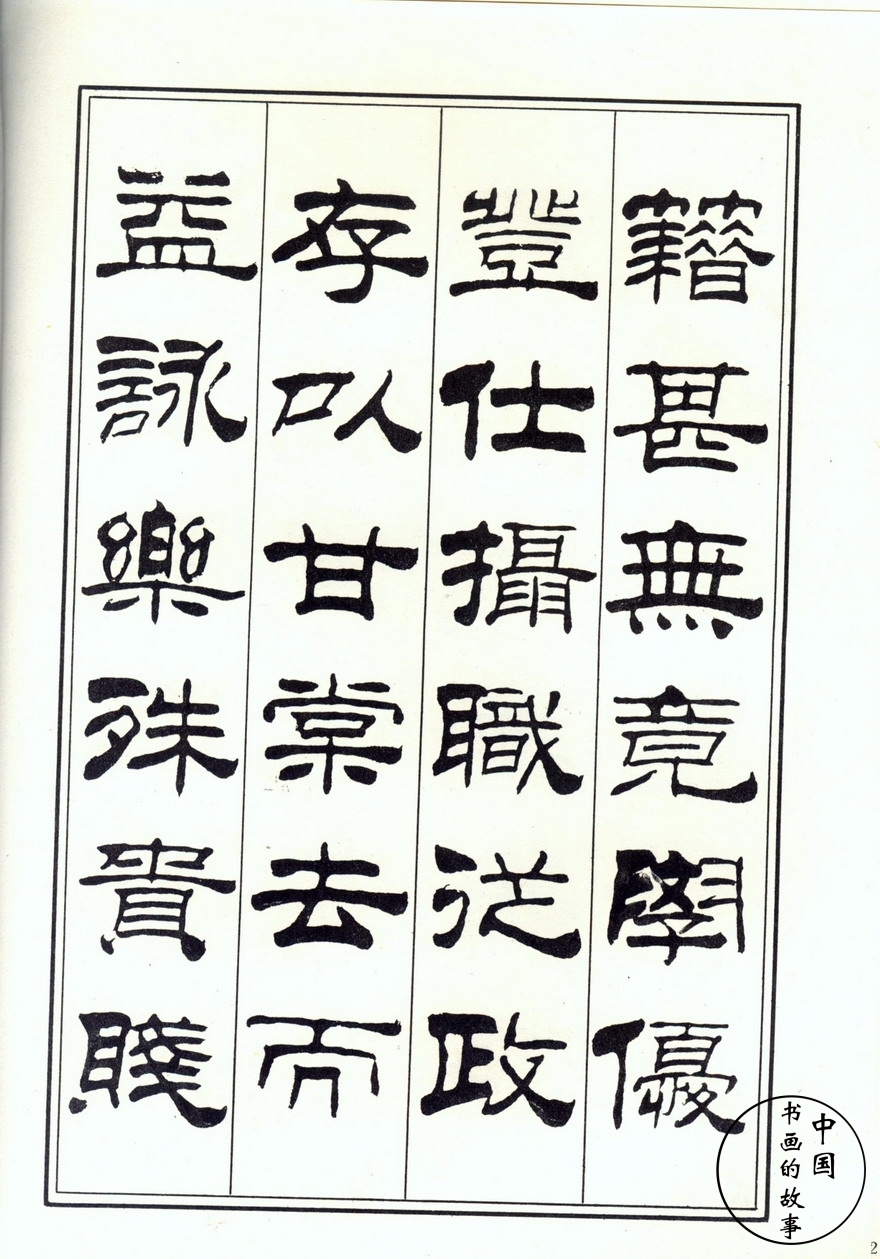 籍甚無竟學優
登仕攝職從政
存以甘棠去而
益詠樂殊貴賤
中国
书画的故事
2